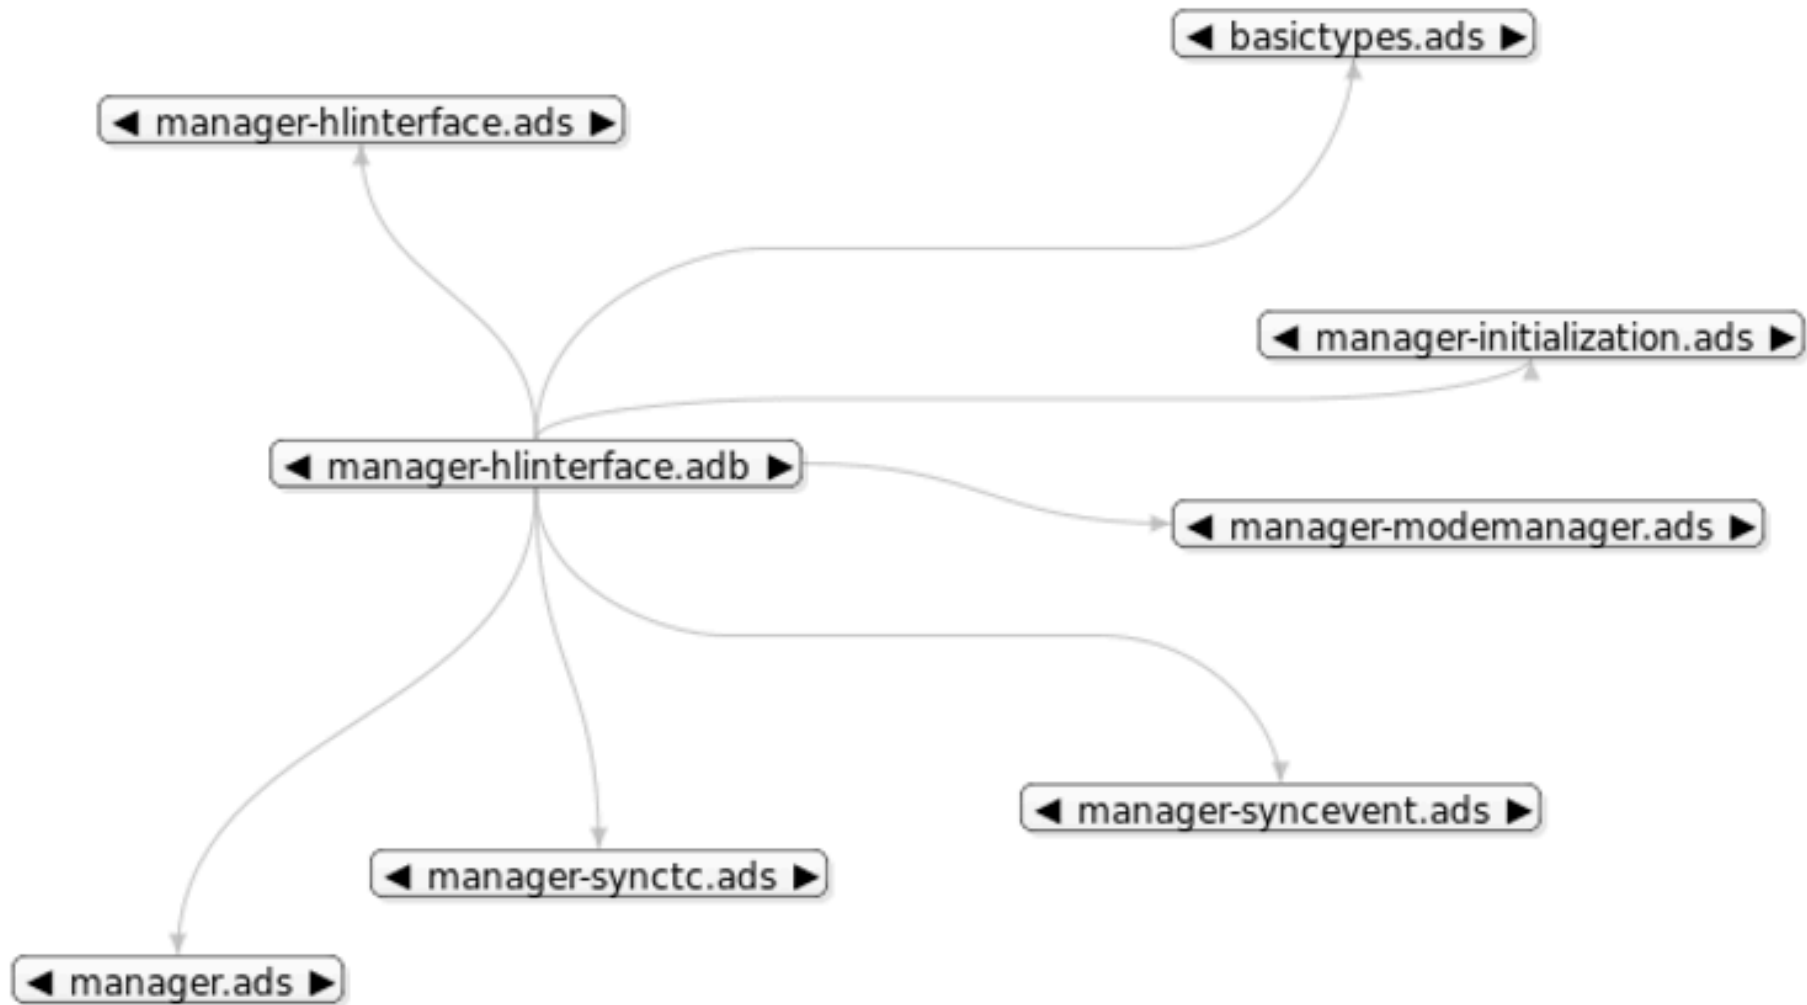 basictypes.ads
manager-hlinterface.ads
manager-initialization.ads
manager-hlinterface.adb
manager-modemanager.ads
manager-syncevent.ads
manager-synctc.ads
manager.ads